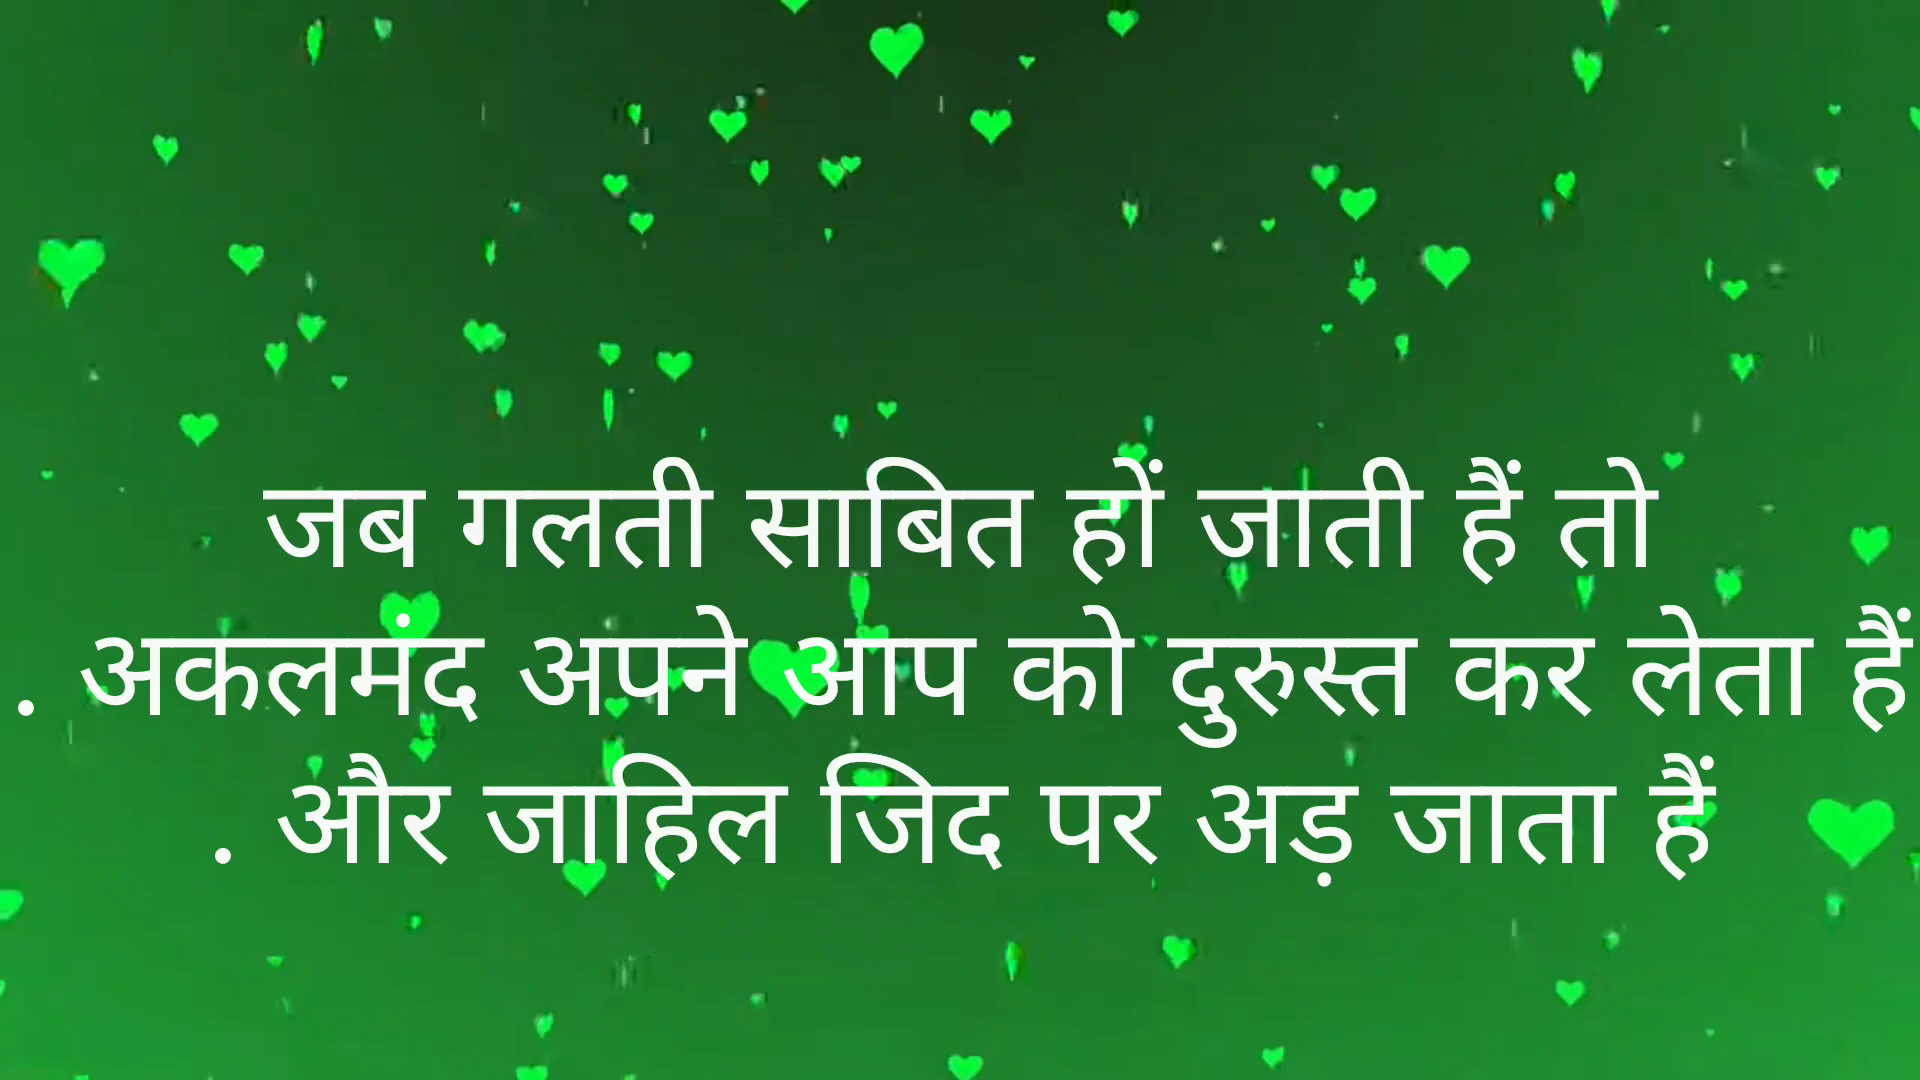 जब गलती साबित हों जाती हैं तो
. अकलमंद अपने आप को दुरुस्त कर लेता हैं
. और जाहिल जिद पर अड़ जाता हैं